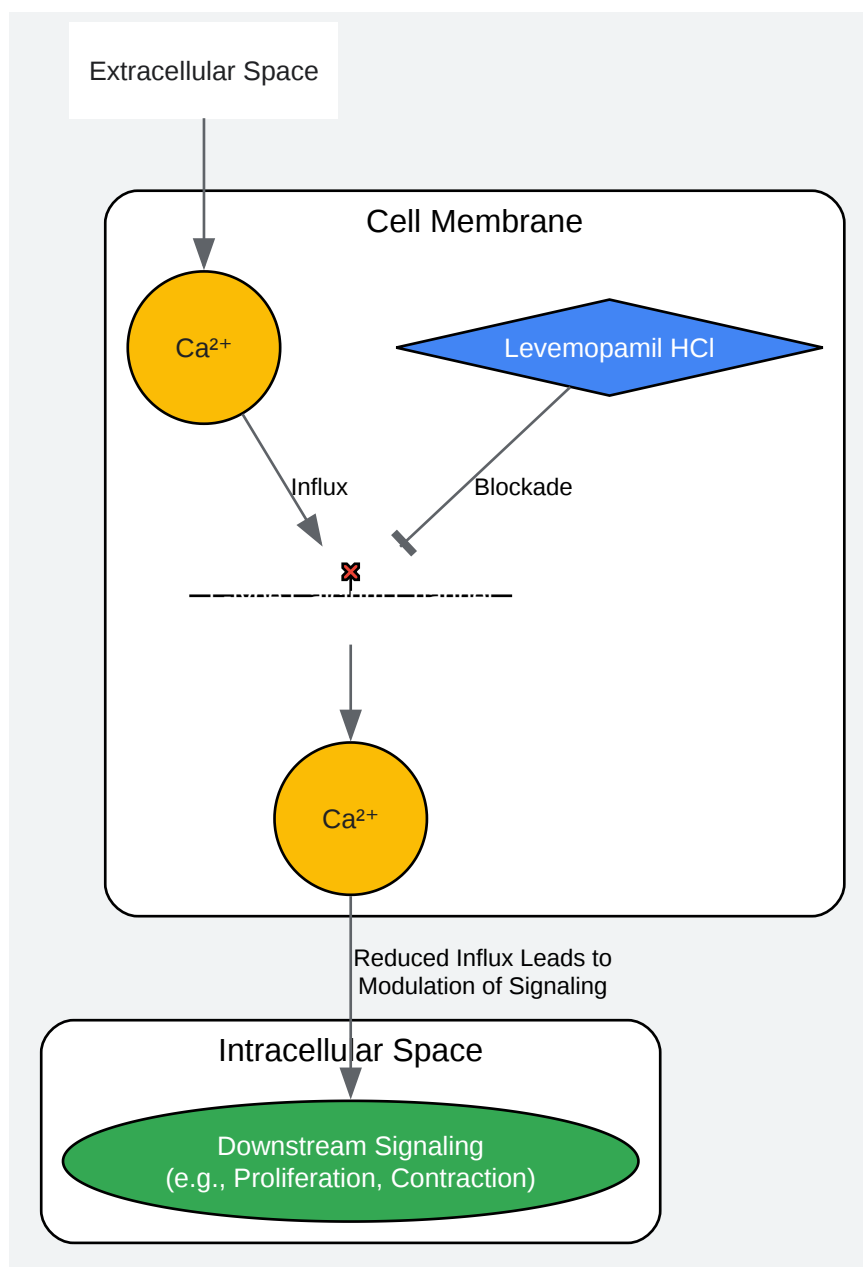 Extracellular Space
Cell Membrane
Ca²⁺
Levemopamil HCl
Influx
Blockade
Ca²⁺
Reduced Influx Leads to
Modulation of Signaling
Intracellular Space
Downstream Signaling
(e.g., Proliferation, Contraction)